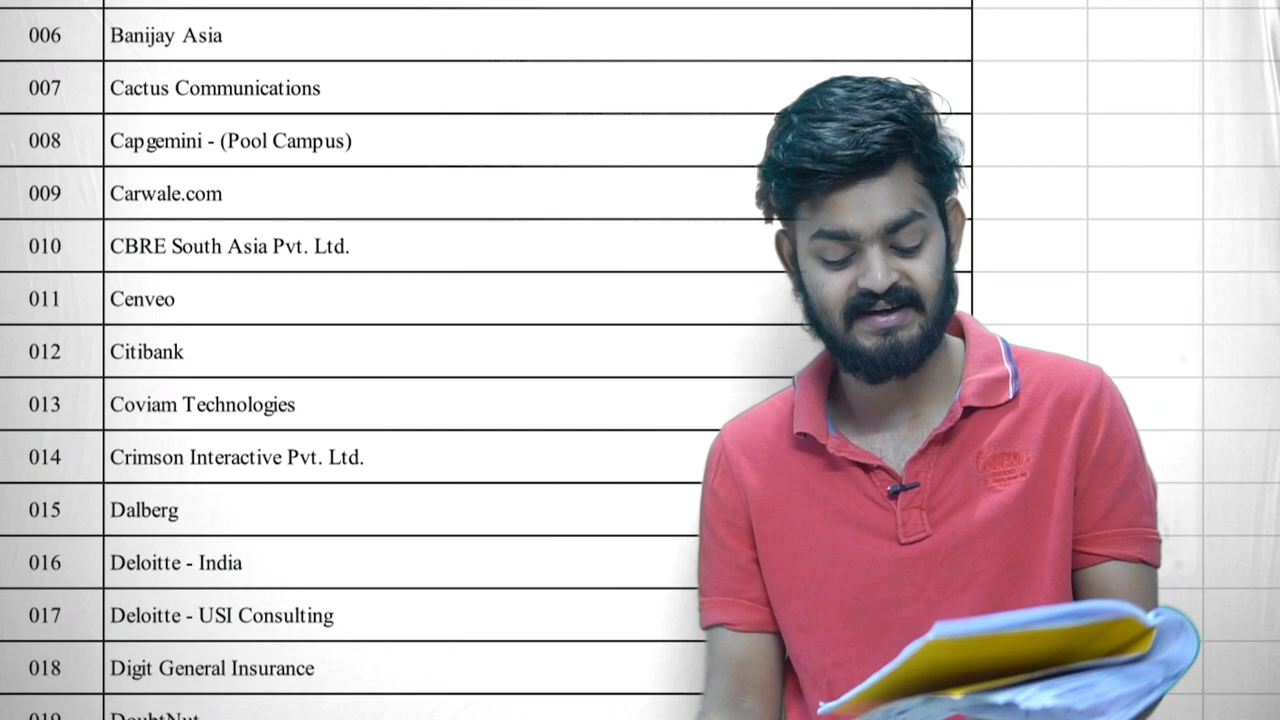 006 Banijay Asia
007 Cactus Communications
008 Capgemini - (Pool Campus)
009 Carwale.com
010 CBRE South Asia Pvt. Ltd.
011 Cenveo
012 Citibank
013 Coviam Technologies
014 Crimson Interactive Pvt. Ltd.
015 Dalberg
016 Deloitte - India
017 Deloitte - USI Consulting
018 Digit General Insurance
019 DoubtNut